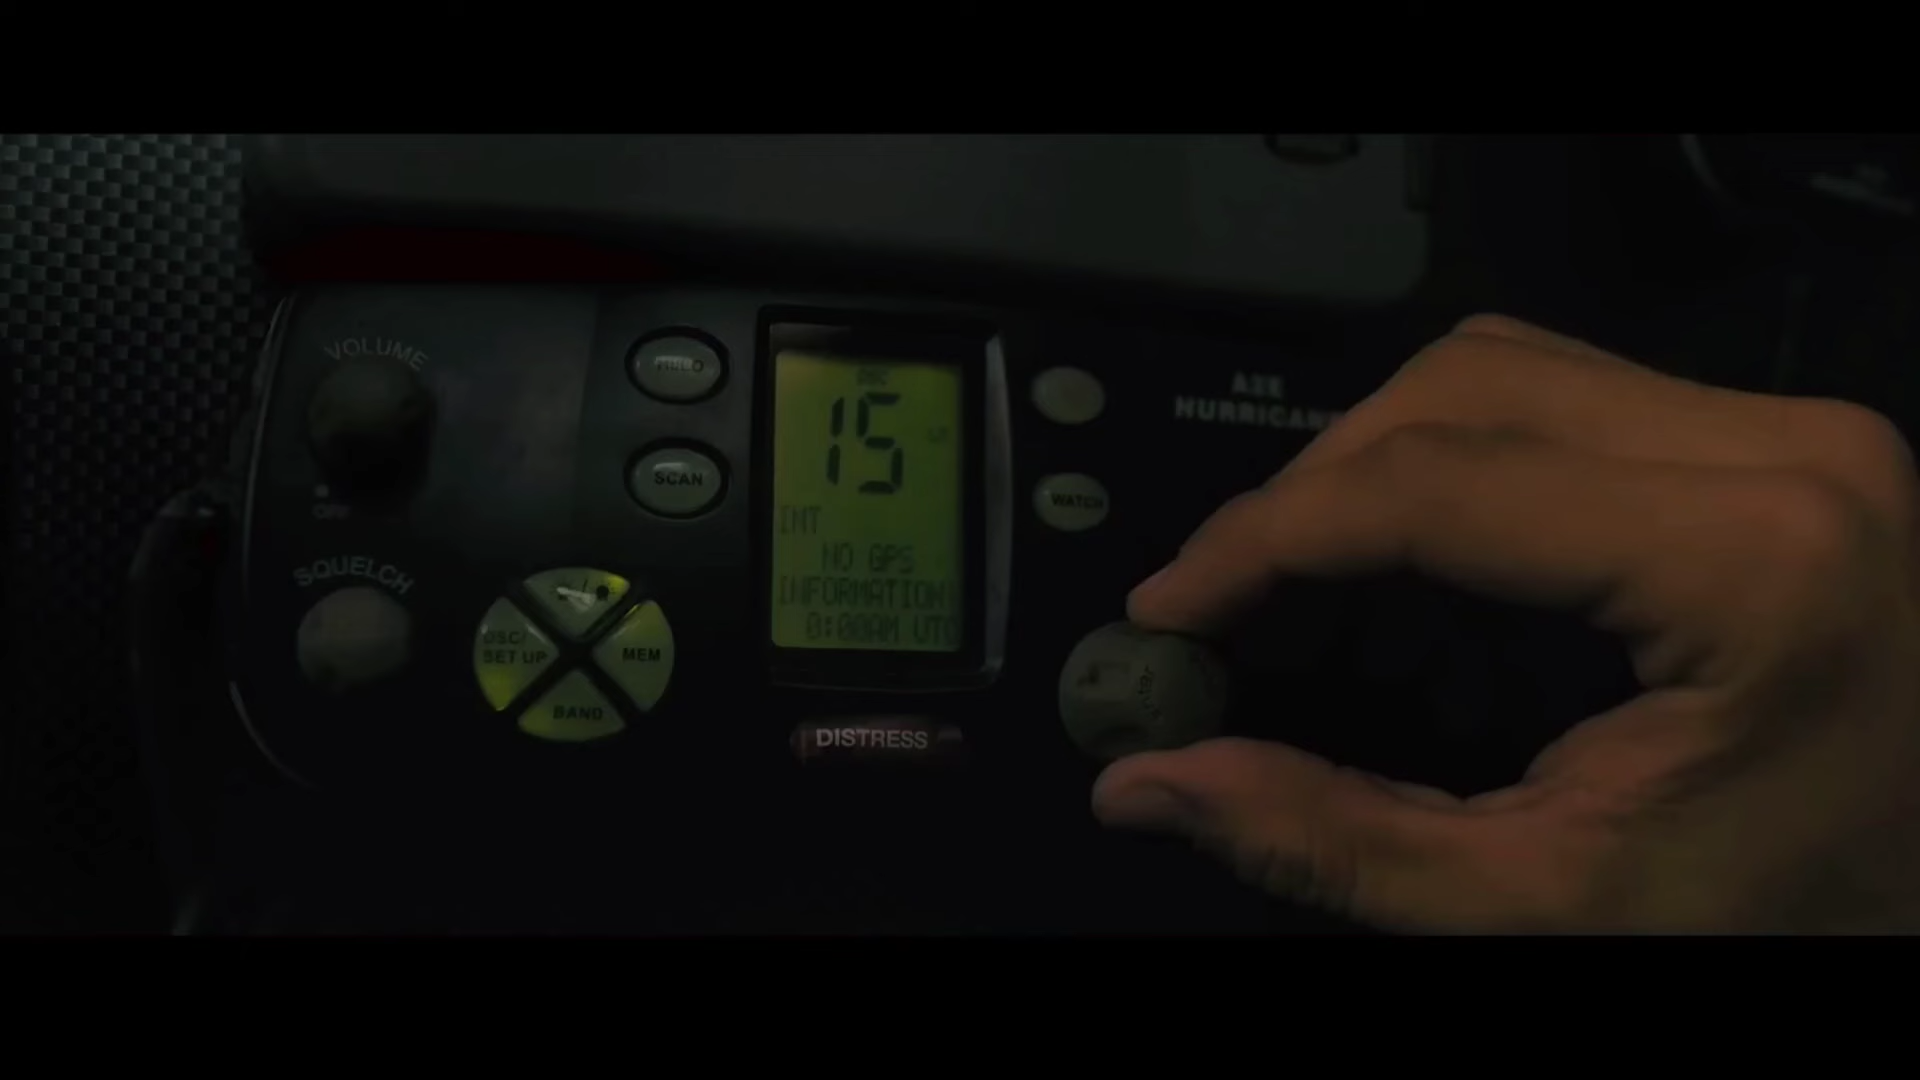 VOLUME
OFF
SQUELCH
SCAN
DSC/
SET UP
MEM
BAND
15
INT
NO GPS
INFORMATION
0:00AM UTC
DISTRESS
WATCH
HURRICAN